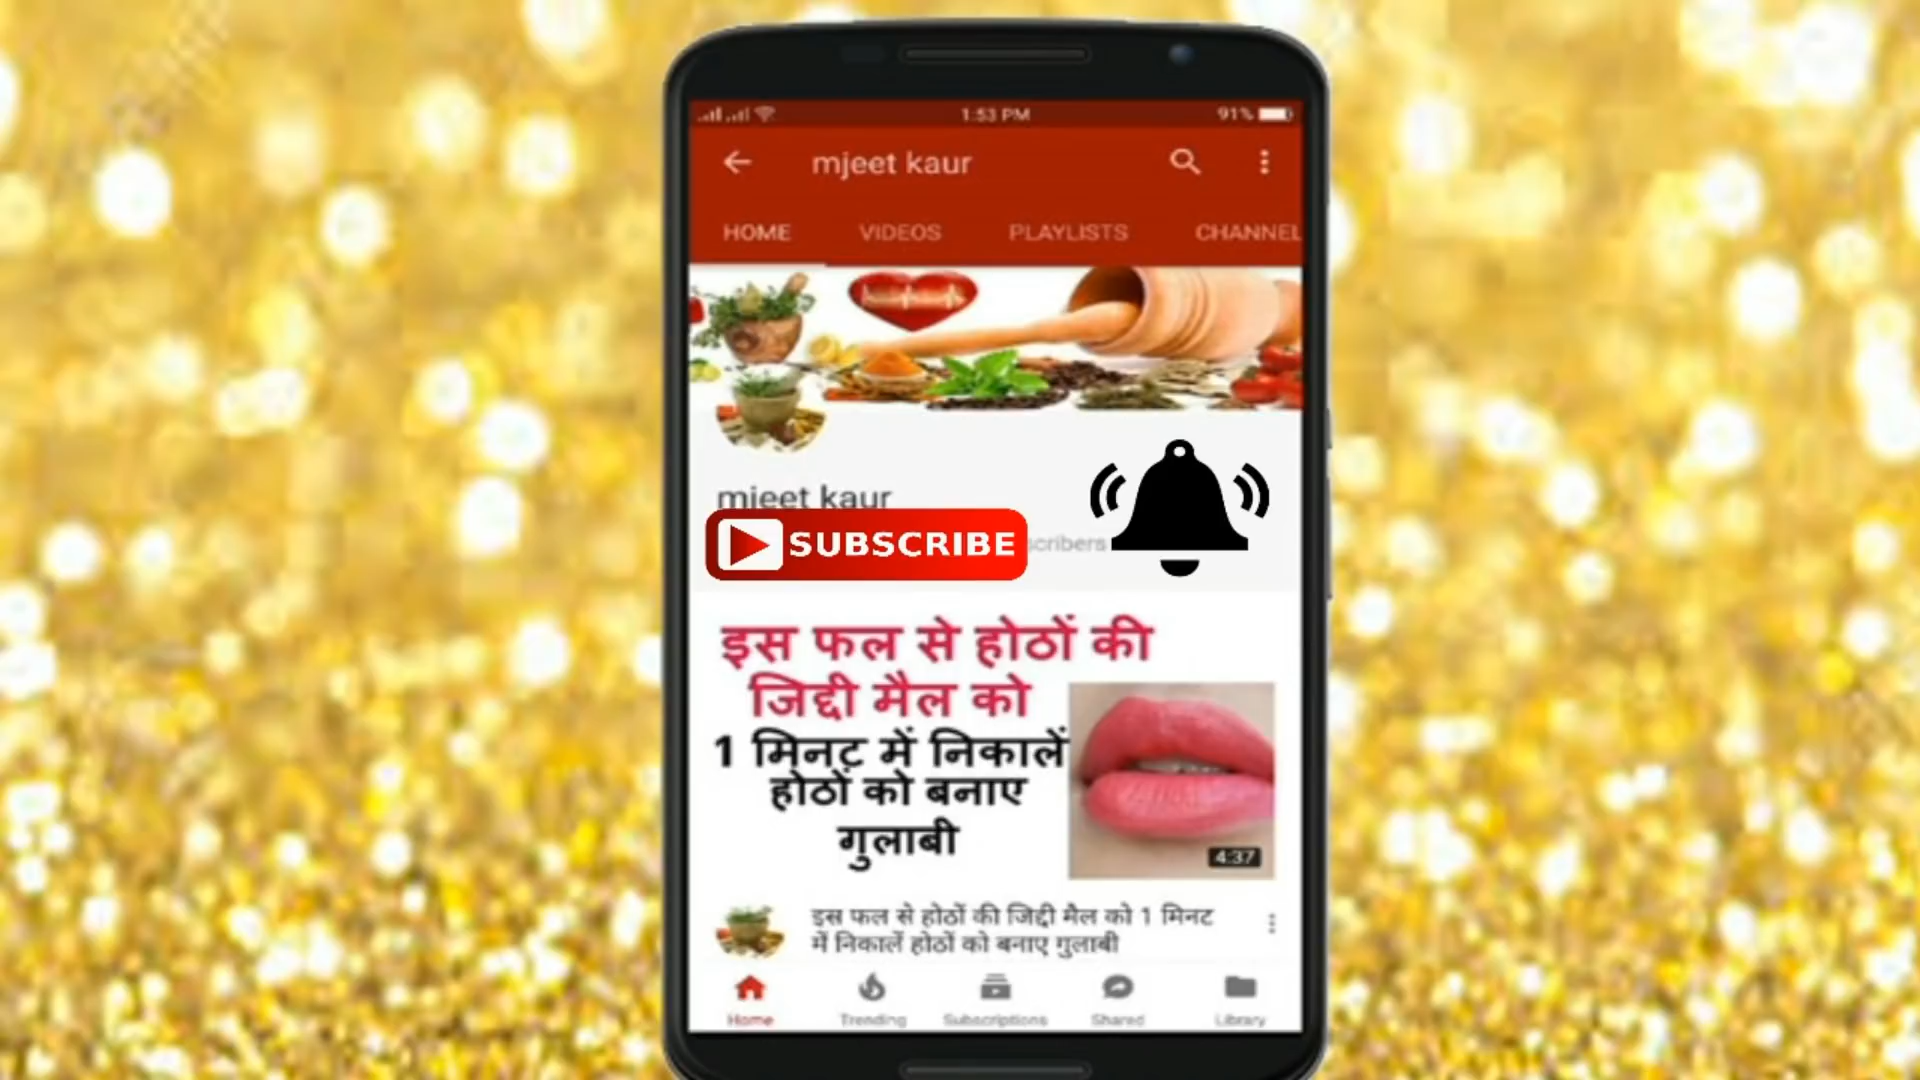 1:53 PM
91%
mjeet kaur
HOME VIDEOS PLAYLISTS CHANNEL
mjeet kaur
SUBSCRIBE scribers
इस फल से होठों की
जिद्दी मैल को
1 मिनट में निकालें
होठों को बनाए
गुलाबी
4:37
इस फल से होठों की जिद्दी मैल को 1 मिनट
में निकालें होठों को बनाए गुलाबी
Home Trending Subscriptions Shared Library